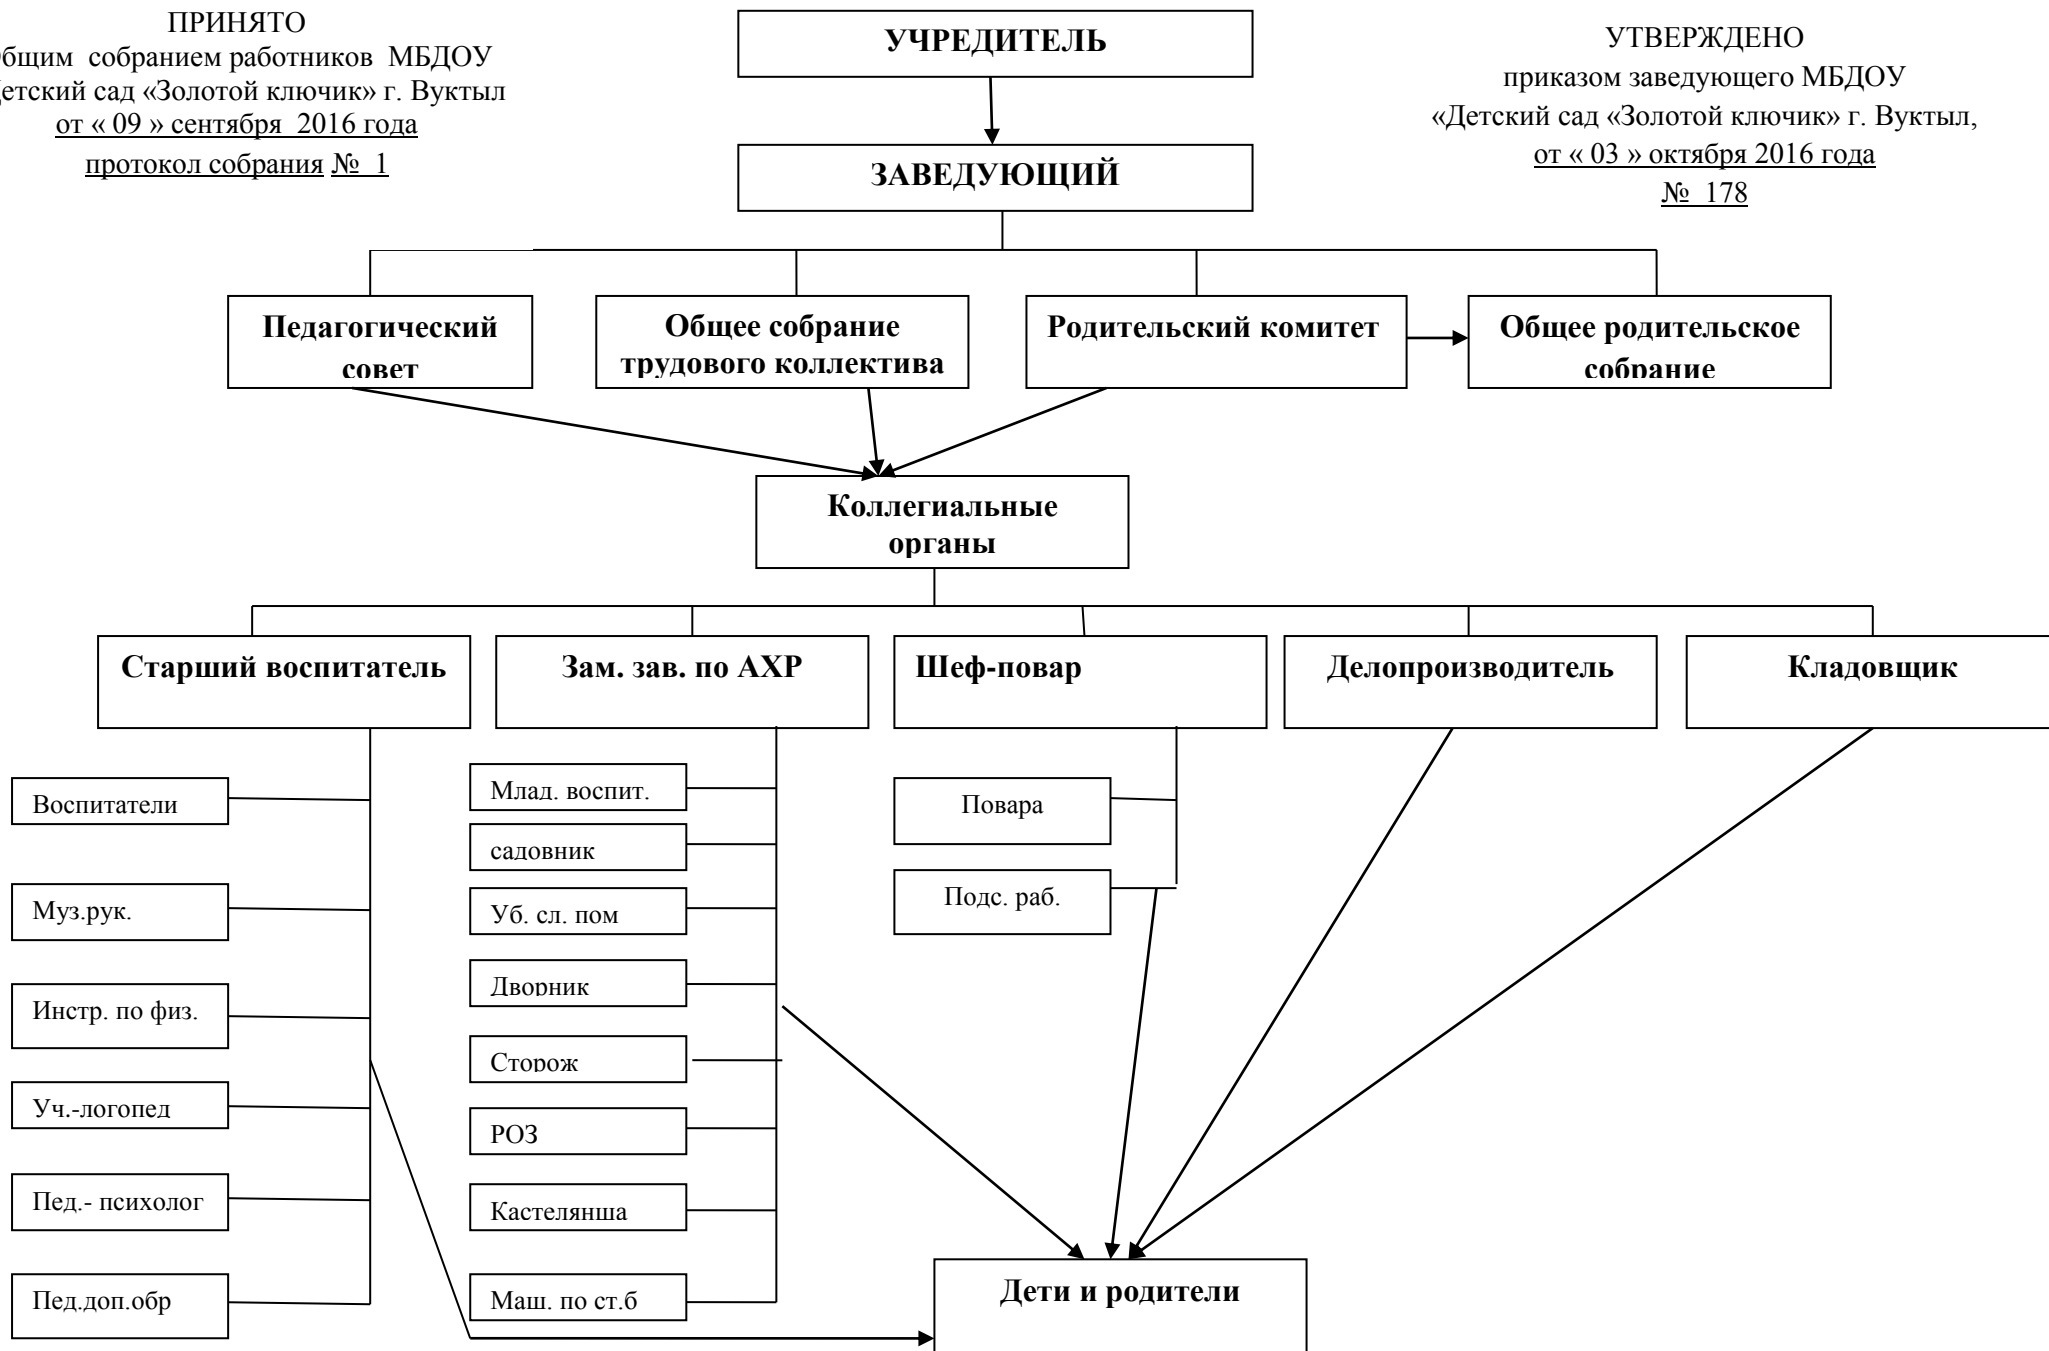 ПРИНЯТО
бщим собранием работников МБДОУ
етский сад «Золотой ключик» г. Вуктыл
от « 09 » сентября 2016 года
протокол собрания № 1
УЧРЕДИТЕЛЬ
УТВЕРЖДЕНО
приказом заведующего МБДОУ
«Детский сад «Золотой ключик» г. Вуктыл,
от « 03 » октября 2016 года
№ 178
ЗАВЕДУЮЩИЙ
Педагогический
совет
Общее собрание
трудового коллектива
Родительский комитет
Общее родительское
собрание
Коллегиальные
органы
Старший воспитатель
Зам. зав. по АХР
Шеф-повар
Делопроизводитель
Кладовщик
Воспитатели
Муз.рук.
Инстр. по физ.
Уч.-логопед
Пед.- психолог
Пед.доп.обр
Млад. воспит.
садовник
Уб. сл. пом
Дворник
Сторож
РОЗ
Кастелянша
Маш. по ст.б
Повара
Подс. раб.
Дети и родители